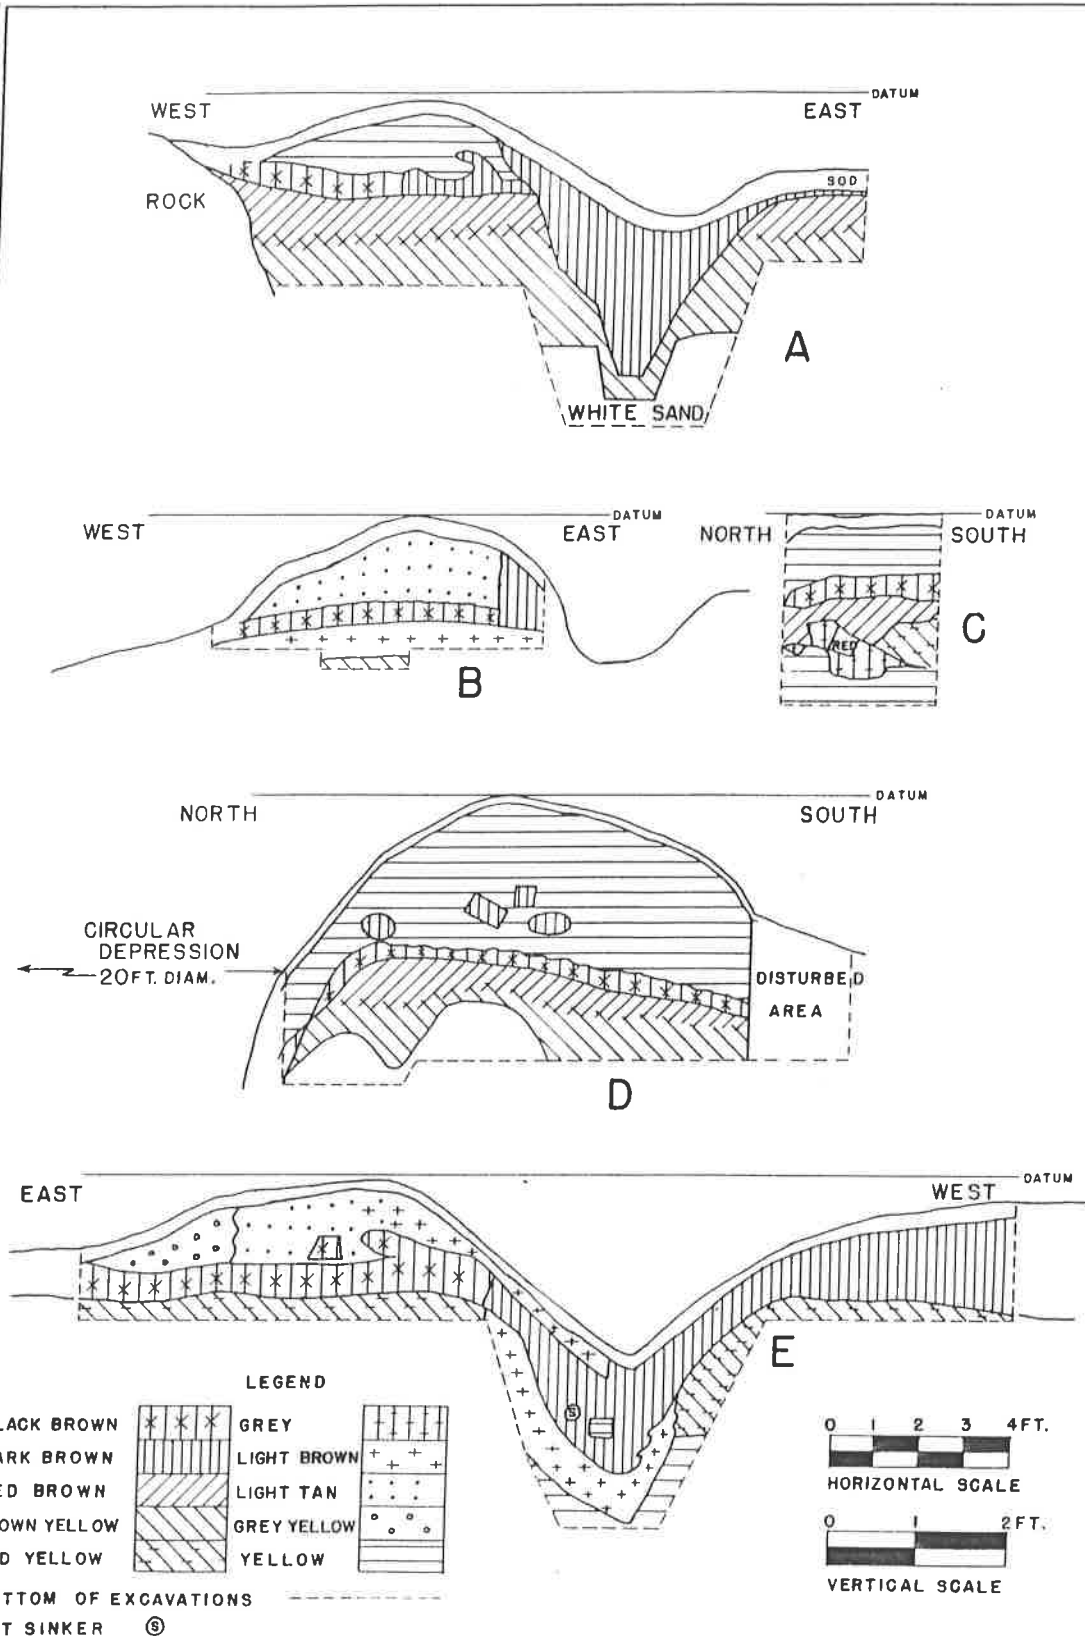 DATUM
WEST
EAST
ROCK
SOD
A
WHITE SAND
DATUM
WEST
EAST
B
DATUM
NORTH
SOUTH
RED
C
DATUM
NORTH
SOUTH
CIRCULAR
DEPRESSION
20FT. DIAM.
DISTURBED
AREA
D
DATUM
EAST
WEST
S
E
LEGEND
LACK BROWN
GREY
ARK BROWN
LIGHT BROWN
ED BROWN
LIGHT TAN
OWN YELLOW
GREY YELLOW
D YELLOW
YELLOW
TTOM OF EXCAVATIONS
T SINKER S
0 1 2 3 4 FT.
HORIZONTAL SCALE
0 1 2 FT.
VERTICAL SCALE